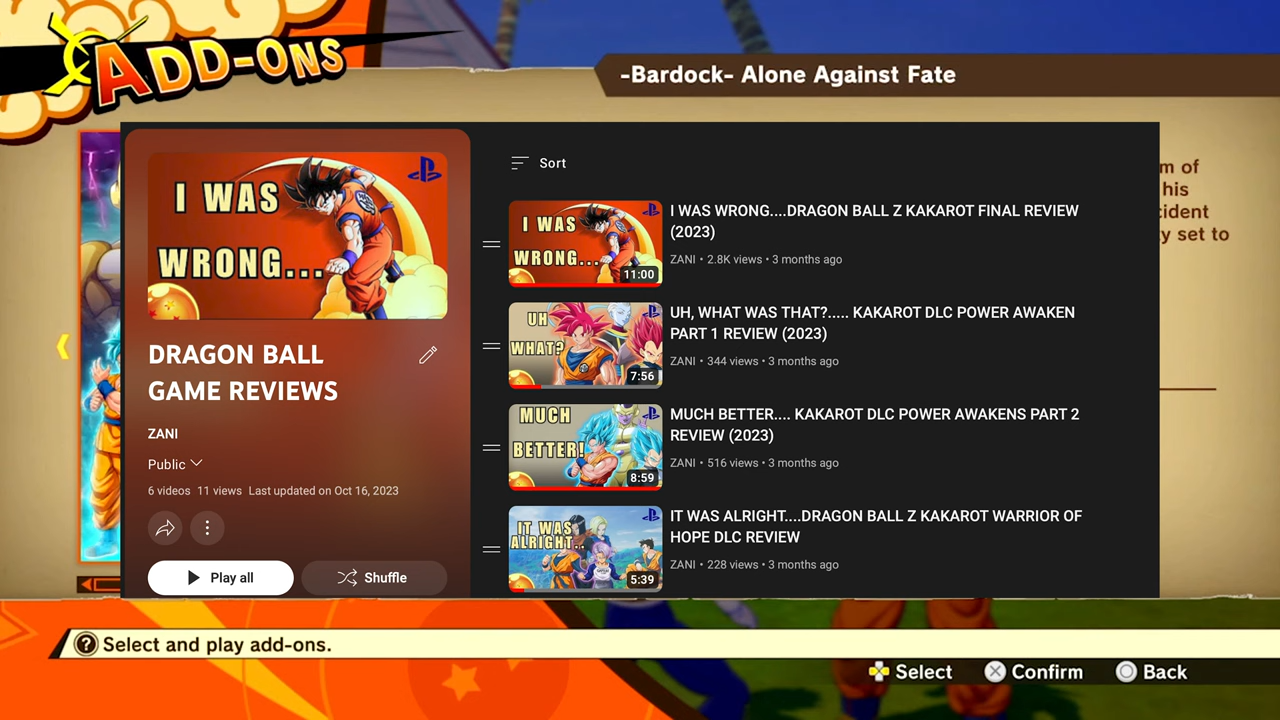 ADD-ONS
-Bardock- Alone Against Fate
m of
his
cident
y set to
I WAS
WRONG...
DRAGON BALL
GAME REVIEWS
ZANI
Public
6 videos 11 views Last updated on Oct 16, 2023
Play all
Shuffle
Sort
I WAS
WRONG...
11:00
I WAS WRONG....DRAGON BALL Z KAKAROT FINAL REVIEW
(2023)
ZANI • 2.8K views • 3 months ago
UH
WHAT?
7:56
UH, WHAT WAS THAT?..... KAKAROT DLC POWER AWAKEN
PART 1 REVIEW (2023)
ZANI • 344 views • 3 months ago
MUCH
BETTER!
8:59
MUCH BETTER.... KAKAROT DLC POWER AWAKENS PART 2
REVIEW (2023)
ZANI • 516 views • 3 months ago
IT WAS
ALRIGHT..
5:39
IT WAS ALRIGHT....DRAGON BALL Z KAKAROT WARRIOR OF
HOPE DLC REVIEW
ZANI • 228 views • 3 months ago
? Select and play add-ons.
Select
Confirm
Back